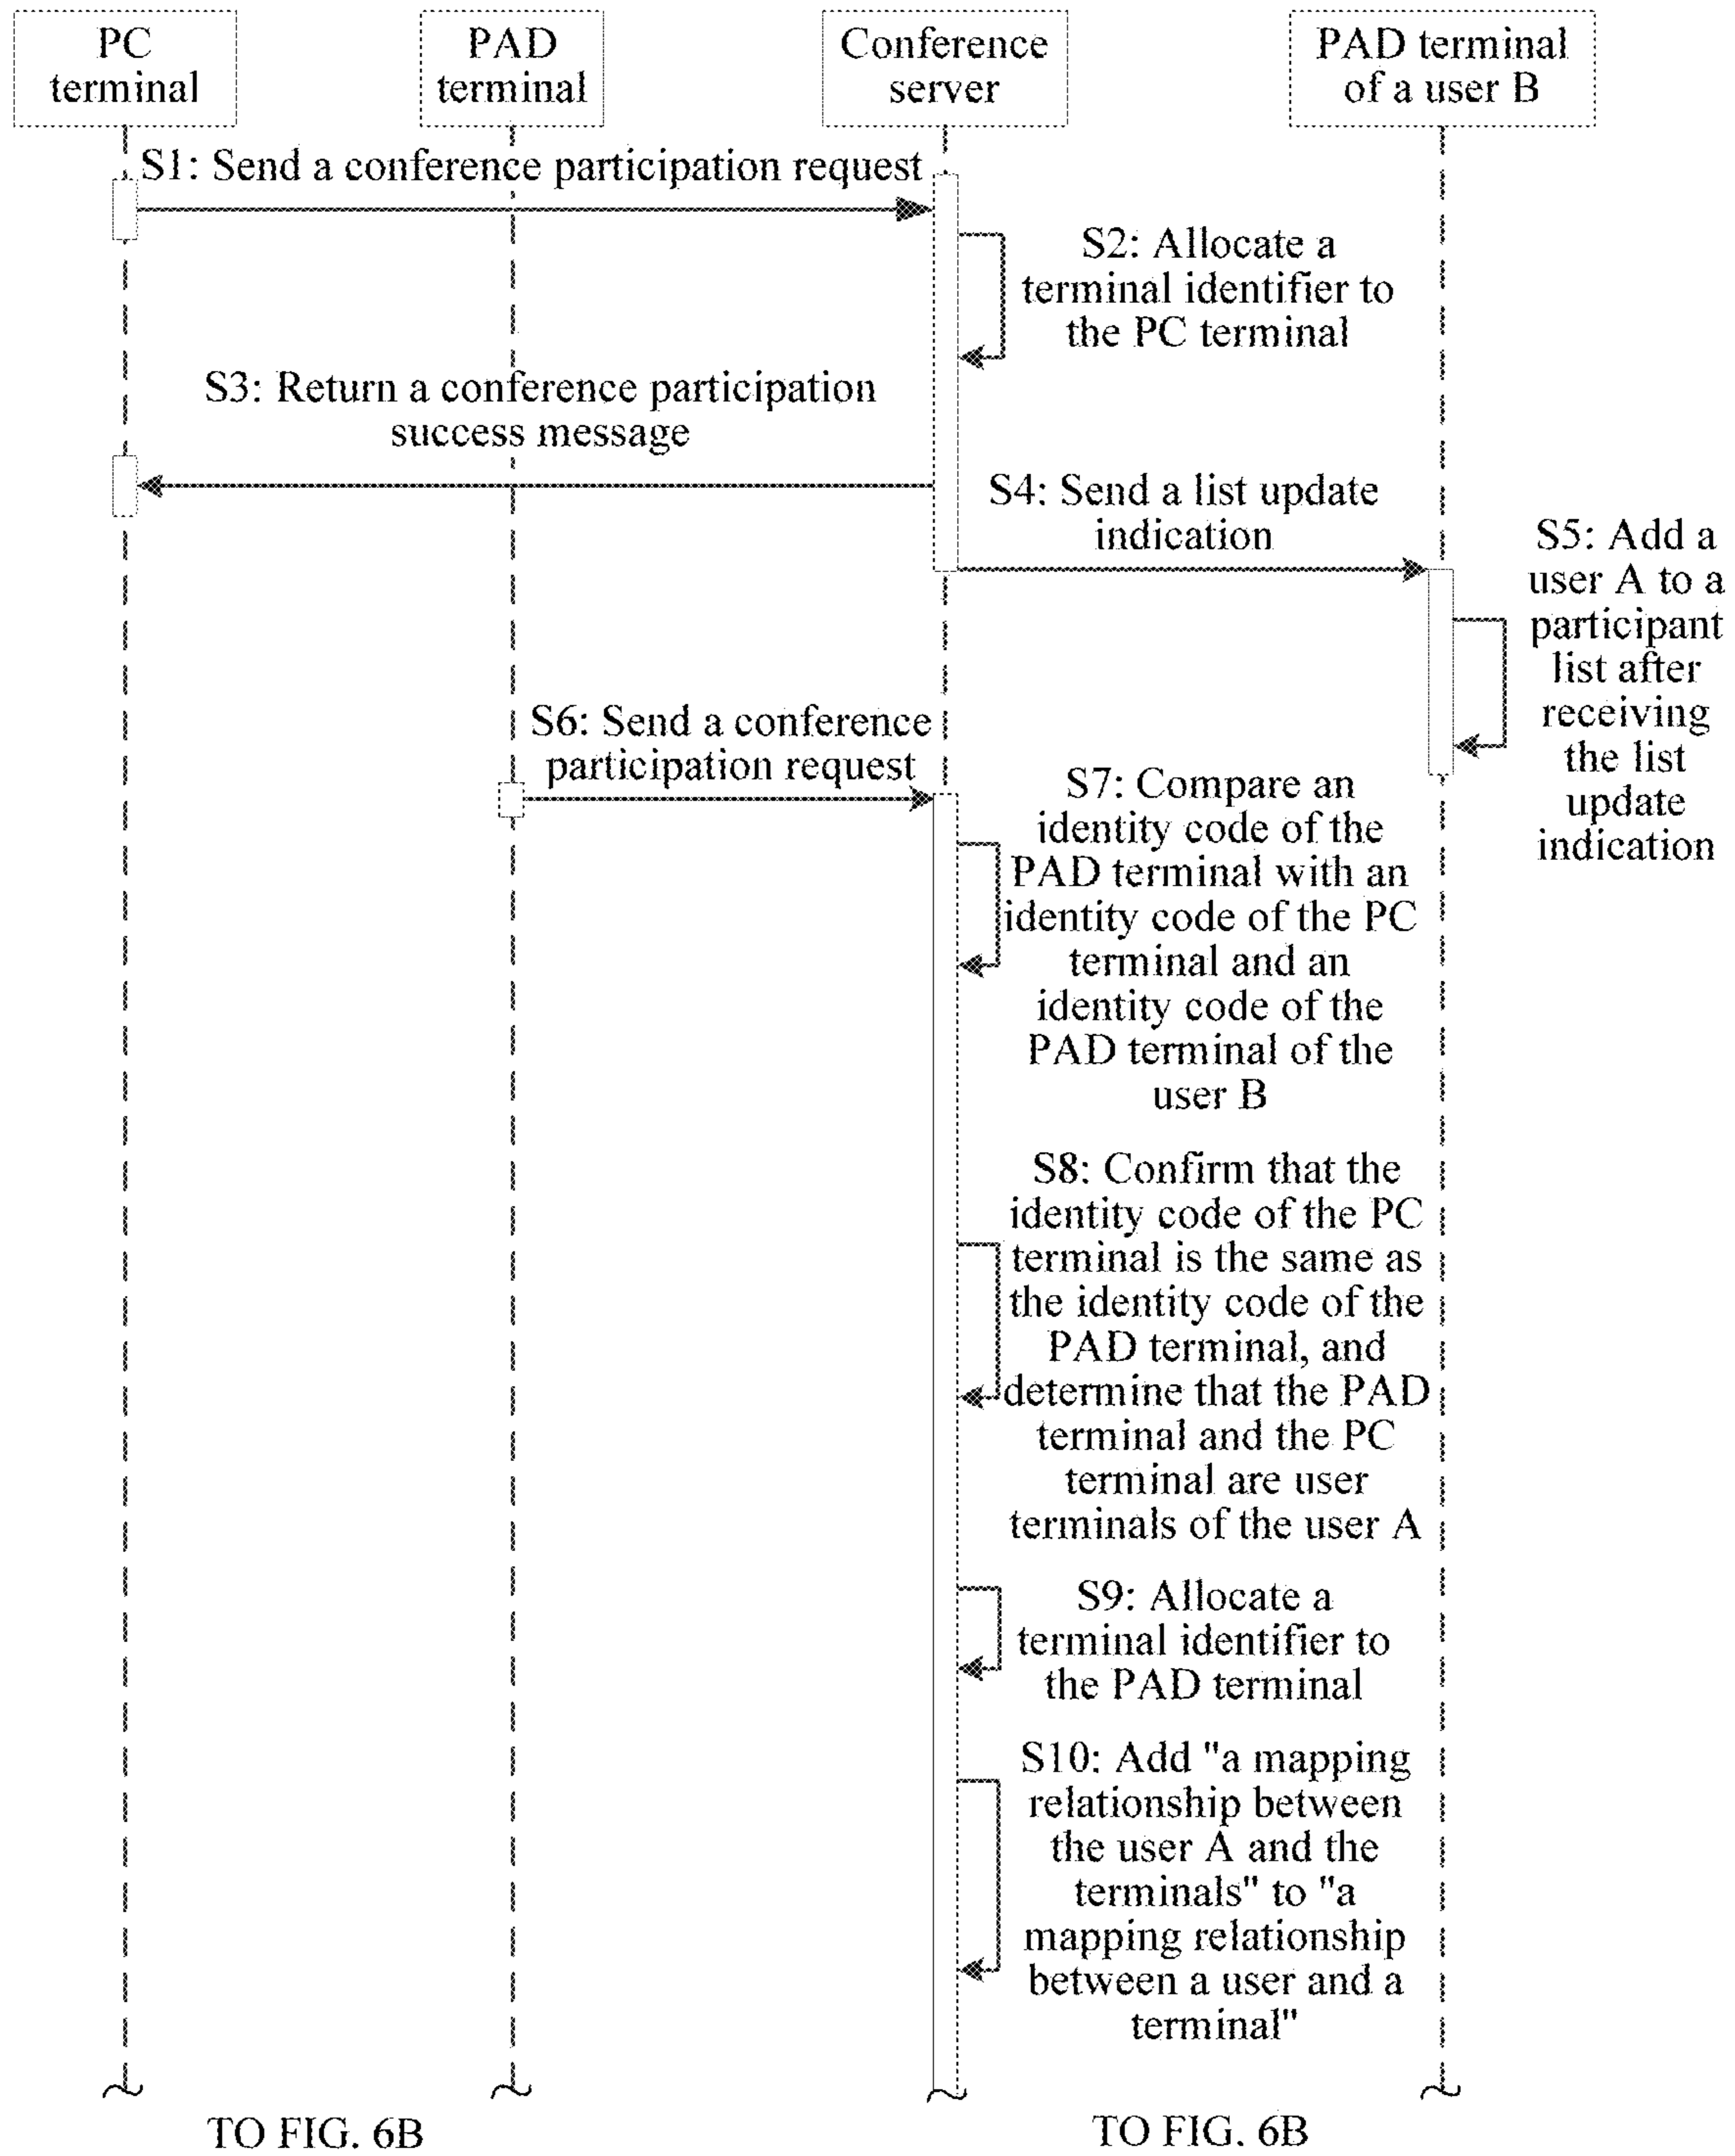 PC
terminal
PAD
terminal
Conference
server
PAD terminal
of a user B
S1: Send a conference participation request
S2: Allocate a
terminal identifier to
the PC terminal
S3: Return a conference participation
success message
S4: Send a list update
indication
S5: Add a
user A to a
participant
list after
receiving
the list
update
indication
S6: Send a conference
participation request
S7: Compare an
identity code of the
PAD terminal with an
identity code of the PC
terminal and an
identity code of the
PAD terminal of the
user B
S8: Confirm that the
identity code of the PC
terminal is the same as
the identity code of the
PAD terminal, and
determine that the PAD
terminal and the PC
terminal are user
terminals of the user A
S9: Allocate a
terminal identifier to
the PAD terminal
S10: Add "a mapping
relationship between
the user A and the
terminals" to "a
mapping relationship
between a user and a
terminal"
TO FIG. 6B
TO FIG. 6B